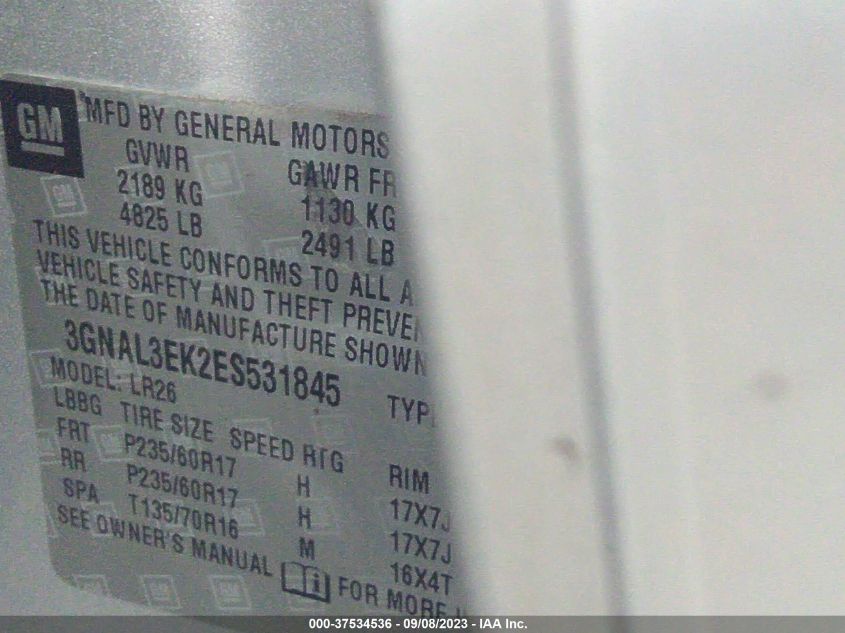 GM
MFD BY GENERAL MOTORS
GVWR GAWR FR
2189 KG 1130 KG
4825 LB 2491 LB
THIS VEHICLE CONFORMS TO ALL A
VEHICLE SAFETY AND THEFT PREVEN
THE DATE OF MANUFACTURE SHOWN
3GNAL3EK2ES531845 TYP
MODEL: LR26
LBBG TIRE SIZE SPEED RTG RIM
FRT P235/60R17 H 17X7J
RR P235/60R17 H 17X7J
SPA T135/70R16 M 16X4T
SEE OWNER'S MANUAL FOR MORE
000-37534536 - 09/08/2023 - IAA Inc.